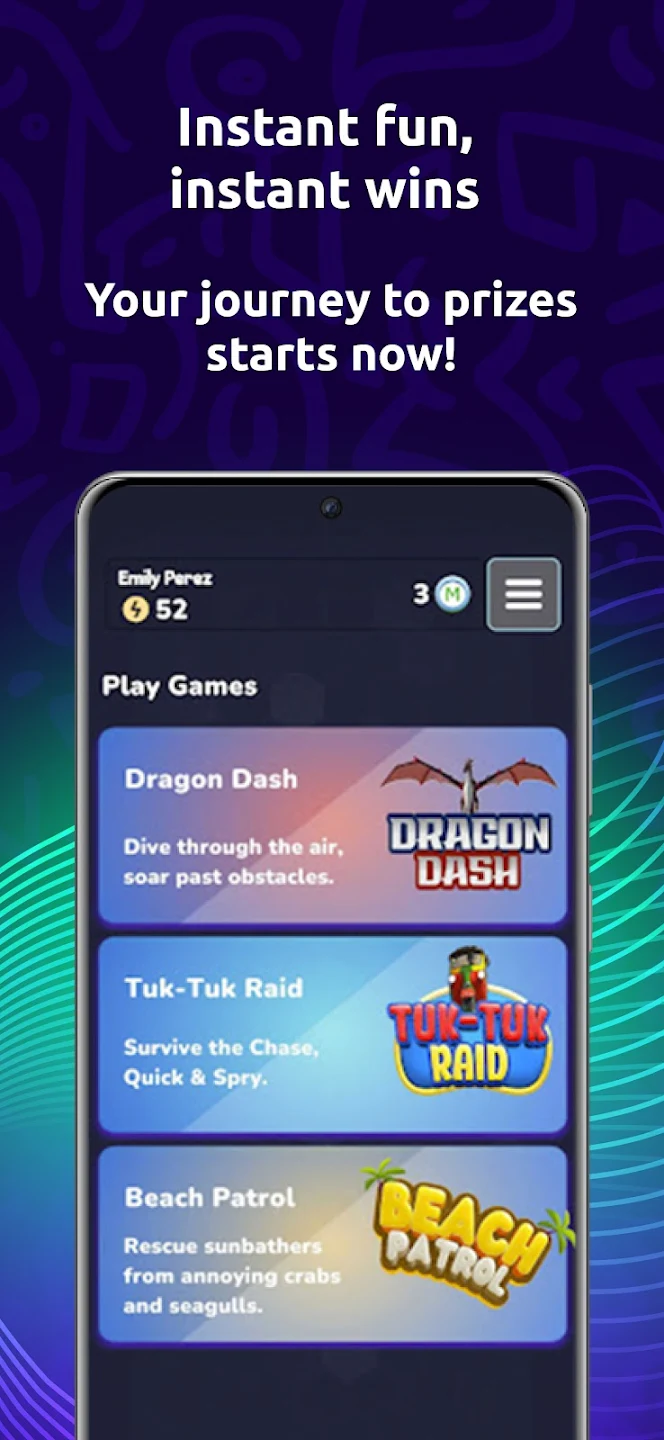 Instant fun,
instant wins
Your journey to prizes
starts now!
Emily Perez
52
3 M
Play Games
Dragon Dash
Dive through the air,
soar past obstacles.
DRAGON
DASH
Tuk-Tuk Raid
Survive the Chase,
Quick & Spry.
TUK-TUK
RAID
Beach Patrol
Rescue sunbathers
from annoying crabs
and seagulls.
BEACH
PATROL